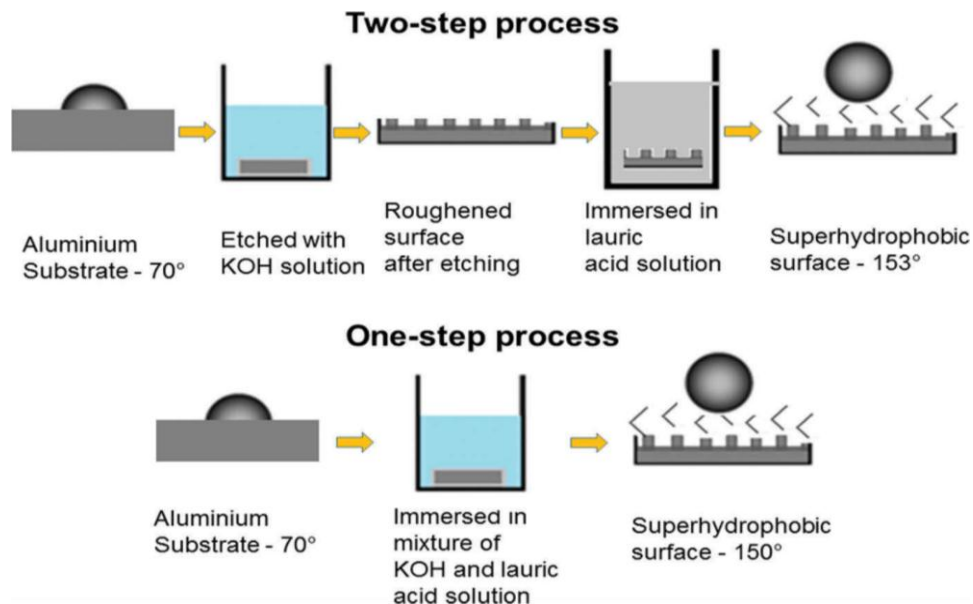 Two-step process
Aluminium
Substrate - 70°
Etched with
KOH solution
Roughened
surface
after etching
Immersed in
lauric
acid solution
Superhydrophobic
surface - 153°
One-step process
Aluminium
Substrate - 70°
Immersed in
mixture of
KOH and lauric
acid solution
Superhydrophobic
surface - 150°